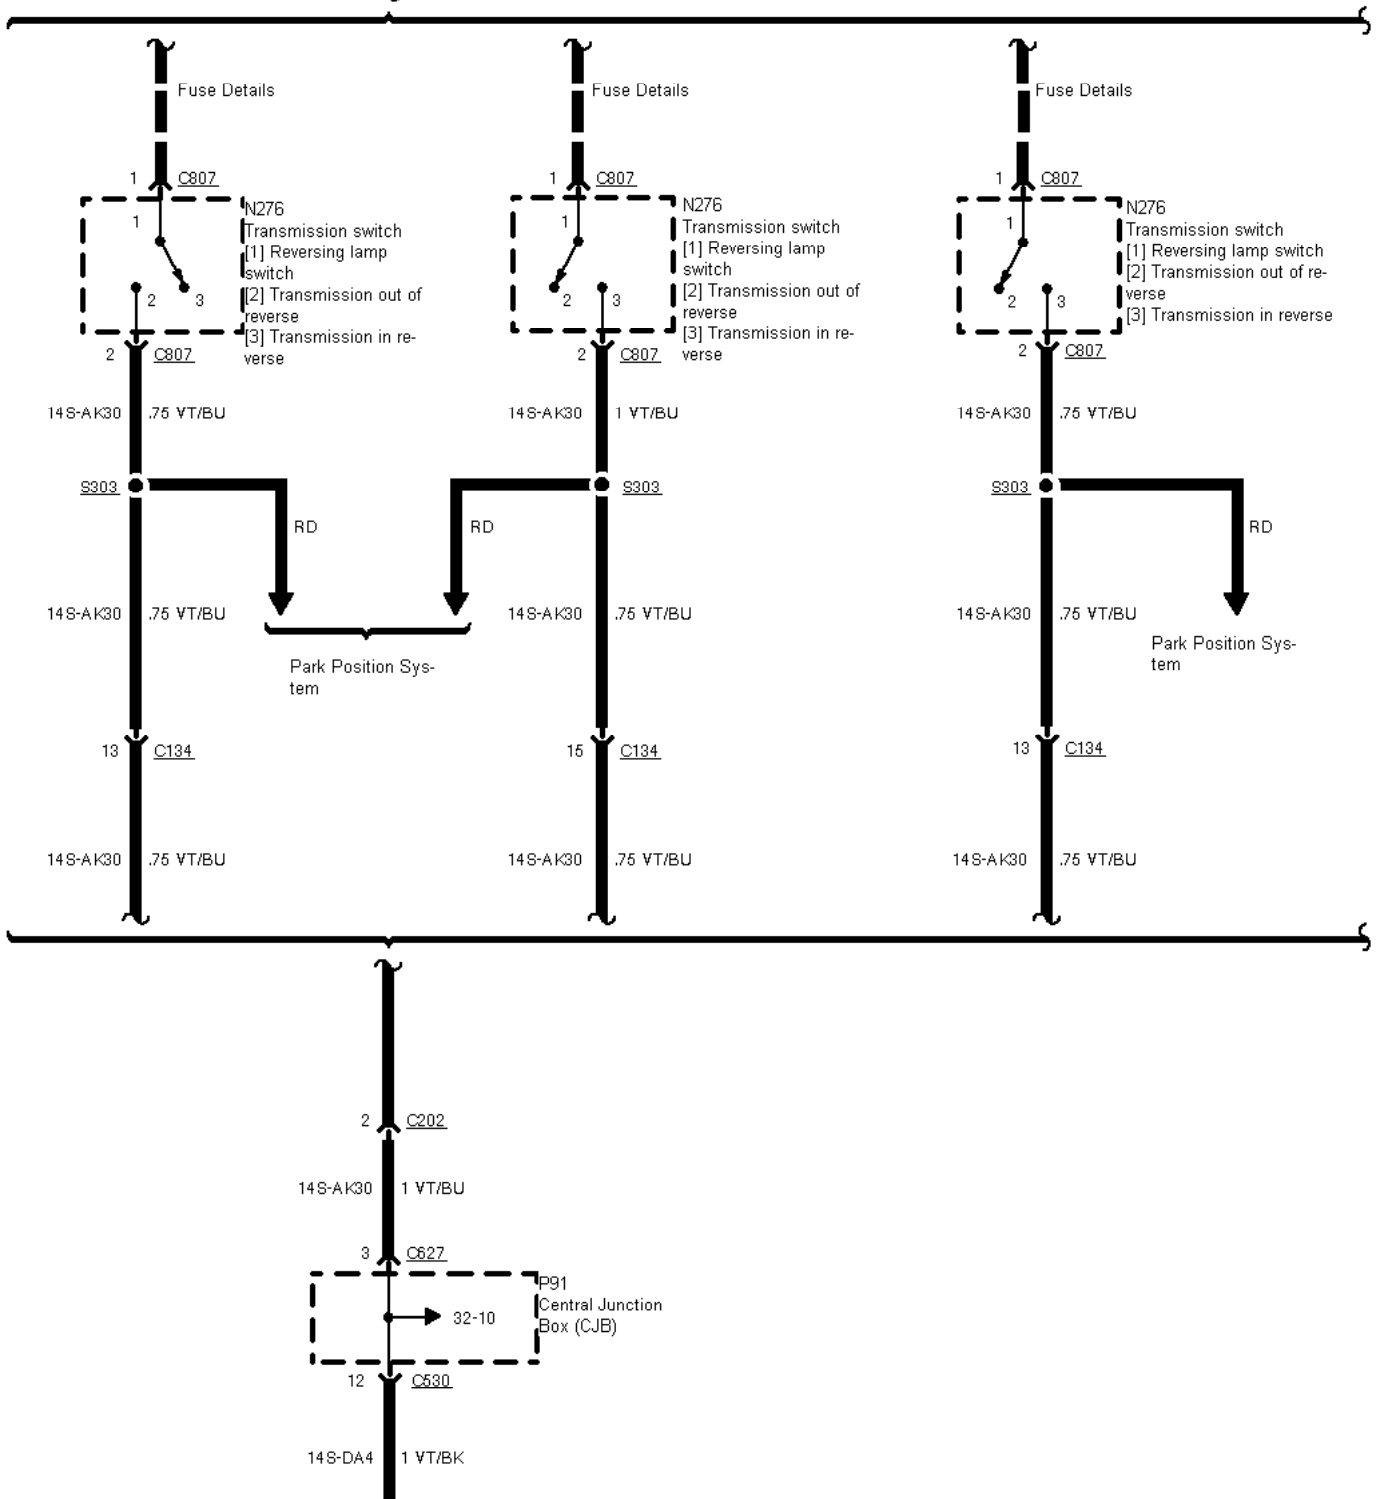 Fuse Details
Fuse Details
Fuse Details
1 C807
1 C807
1 C807
1
2
3
N276
Transmission switch
[1] Reversing lamp
switch
[2] Transmission out of
reverse
[3] Transmission in re-
verse
1
2
3
N276
Transmission switch
[1] Reversing lamp
switch
[2] Transmission out of
reverse
[3] Transmission in re-
verse
1
2
3
N276
Transmission switch
[1] Reversing lamp switch
[2] Transmission out of re-
verse
[3] Transmission in reverse
2 C807
2 C807
2 C807
14S-AK30 .75 VT/BU
14S-AK30 1 VT/BU
14S-AK30 .75 VT/BU
S303
S303
S303
RD
RD
RD
14S-AK30 .75 VT/BU
14S-AK30 .75 VT/BU
14S-AK30 .75 VT/BU
Park Position Sys-
tem
Park Position Sys-
tem
13 C134
15 C134
13 C134
14S-AK30 .75 VT/BU
14S-AK30 .75 VT/BU
14S-AK30 .75 VT/BU
2 C202
14S-AK30 1 VT/BU
3 C627
32-10
P91
Central Junction
Box (CJB)
12 C530
14S-DA4 1 VT/BK